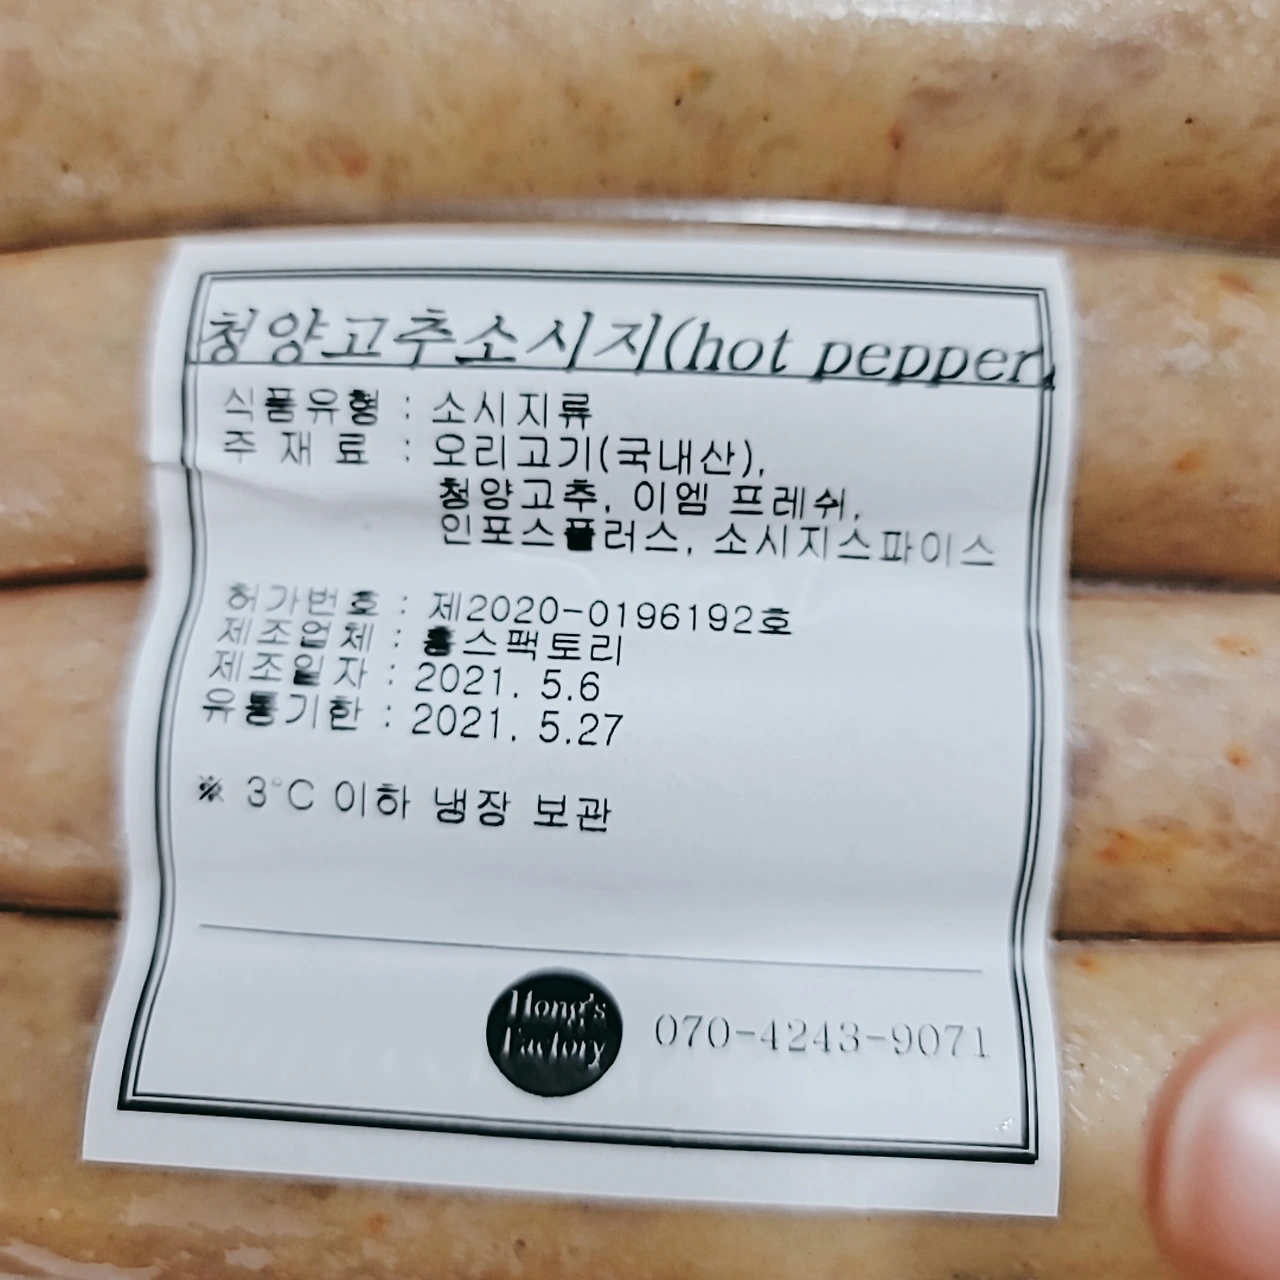 청양고추소시지(hot pepper)
식품유형 : 소시지류
주 재 료 : 오리고기(국내산),
청양고추, 이엠 프레쉬,
인포스플러스, 소시지스파이스
허가번호 : 제2020-0196192호
제조업체 : 홍스팩토리
제조일자 : 2021. 5.6
유통기한 : 2021. 5.27
※ 3°C 이하 냉장 보관
Hong's
Factory
070-4243-9071